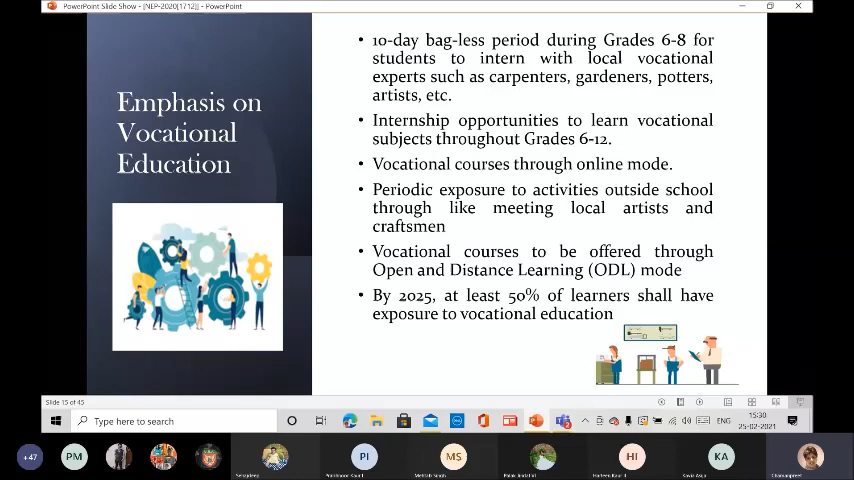 PowerPoint Slide Show - [NEP-2020[1712]] - PowerPoint
Emphasis on
Vocational
Education
• 10-day bag-less period during Grades 6-8 for
students to intern with local vocational
experts such as carpenters, gardeners, potters,
artists, etc.
• Internship opportunities to learn vocational
subjects throughout Grades 6-12.
• Vocational courses through online mode.
• Periodic exposure to activities outside school
through like meeting local artists and
craftsmen
• Vocational courses to be offered through
Open and Distance Learning (ODL) mode
• By 2025, at least 50% of learners shall have
exposure to vocational education
Slide 15 of 45
Type here to search
ENG
15:30
25-02-2021
+47
PM
PI
MS
HI
KA
Sehajdeep
Mehtab Singh
Chamanpreet